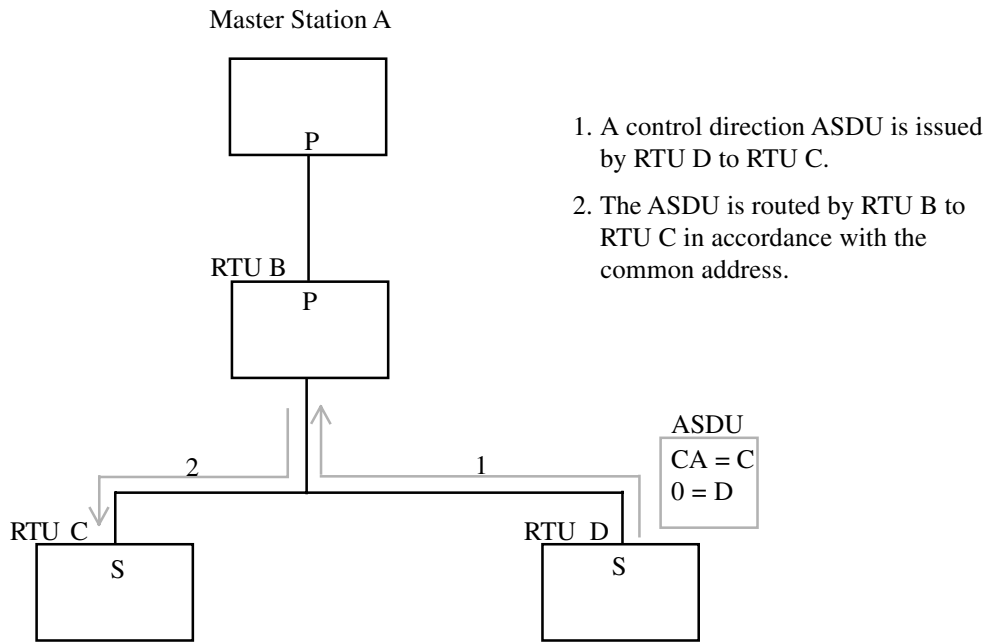 Master Station A
P
1. A control direction ASDU is issued
by RTU D to RTU C.
2. The ASDU is routed by RTU B to
RTU C in accordance with the
common address.
RTU B
P
ASDU
CA = C
0 = D
2
1
RTU C
S
RTU D
S